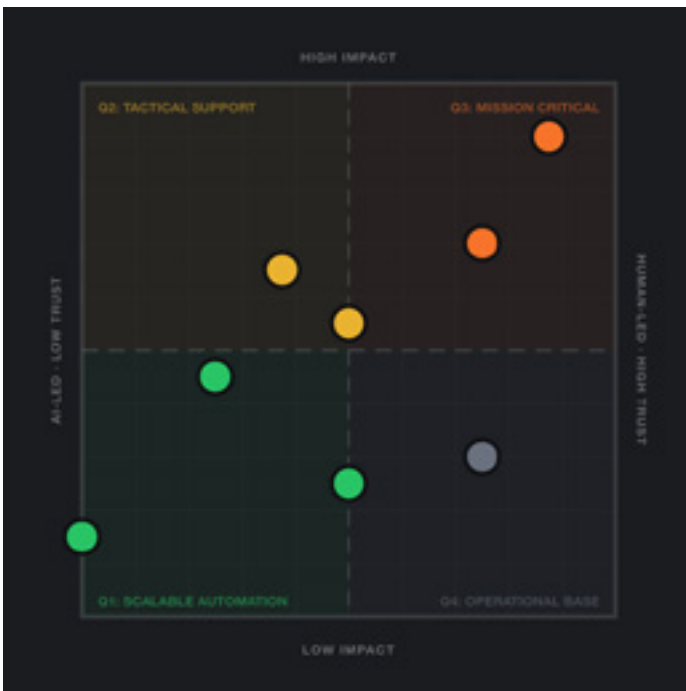 HIGH IMPACT
Q2: TACTICAL SUPPORT
Q3: MISSION CRITICAL
AI-LED · LOW TRUST
HUMAN-LED · HIGH TRUST
Q1: SCALABLE AUTOMATION
Q4: OPERATIONAL BASE
LOW IMPACT